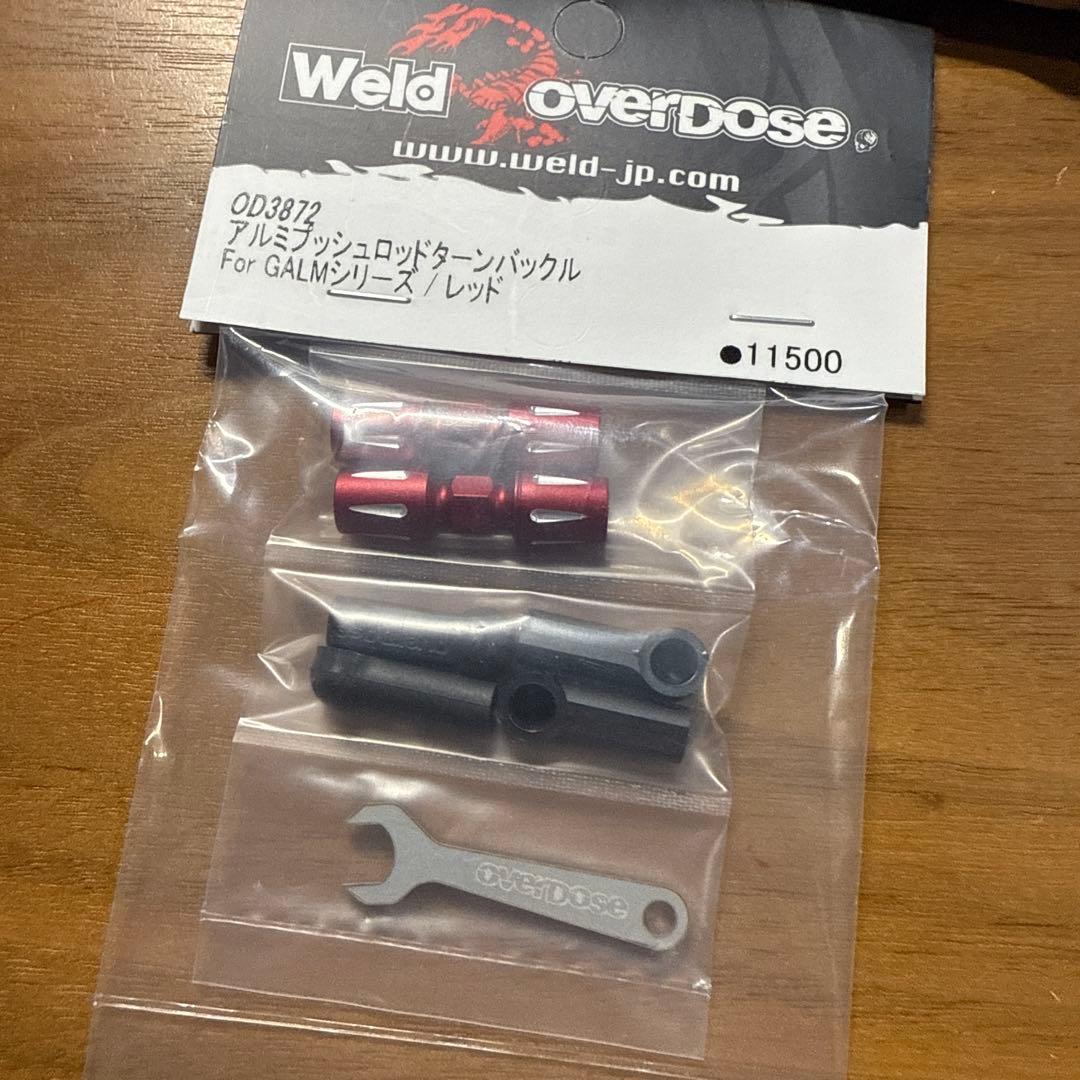 Weld overDose
www.weld-jp.com
OD3872
アルミプッシュロッドターンバックル
For GALMシリーズ / レッド
●11500
overDose